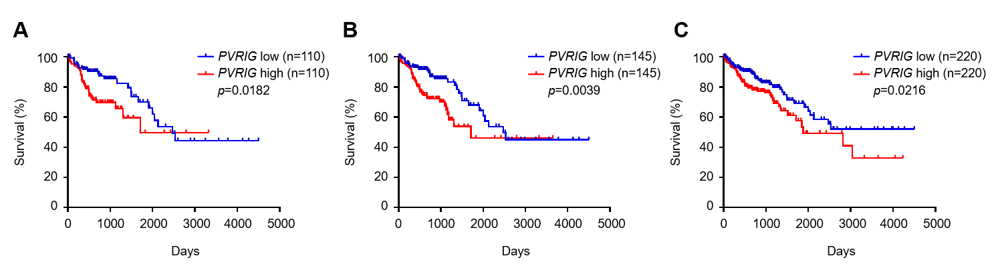 A
PVRIG low (n=110)
PVRIG high (n=110)
p=0.0182
Survival (%)
100
80
60
40
20
0
0 1000 2000 3000 4000 5000
Days
B
PVRIG low (n=145)
PVRIG high (n=145)
p=0.0039
Survival (%)
100
80
60
40
20
0
0 1000 2000 3000 4000 5000
Days
C
PVRIG low (n=220)
PVRIG high (n=220)
p=0.0216
Survival (%)
100
80
60
40
20
0
0 1000 2000 3000 4000 5000
Days